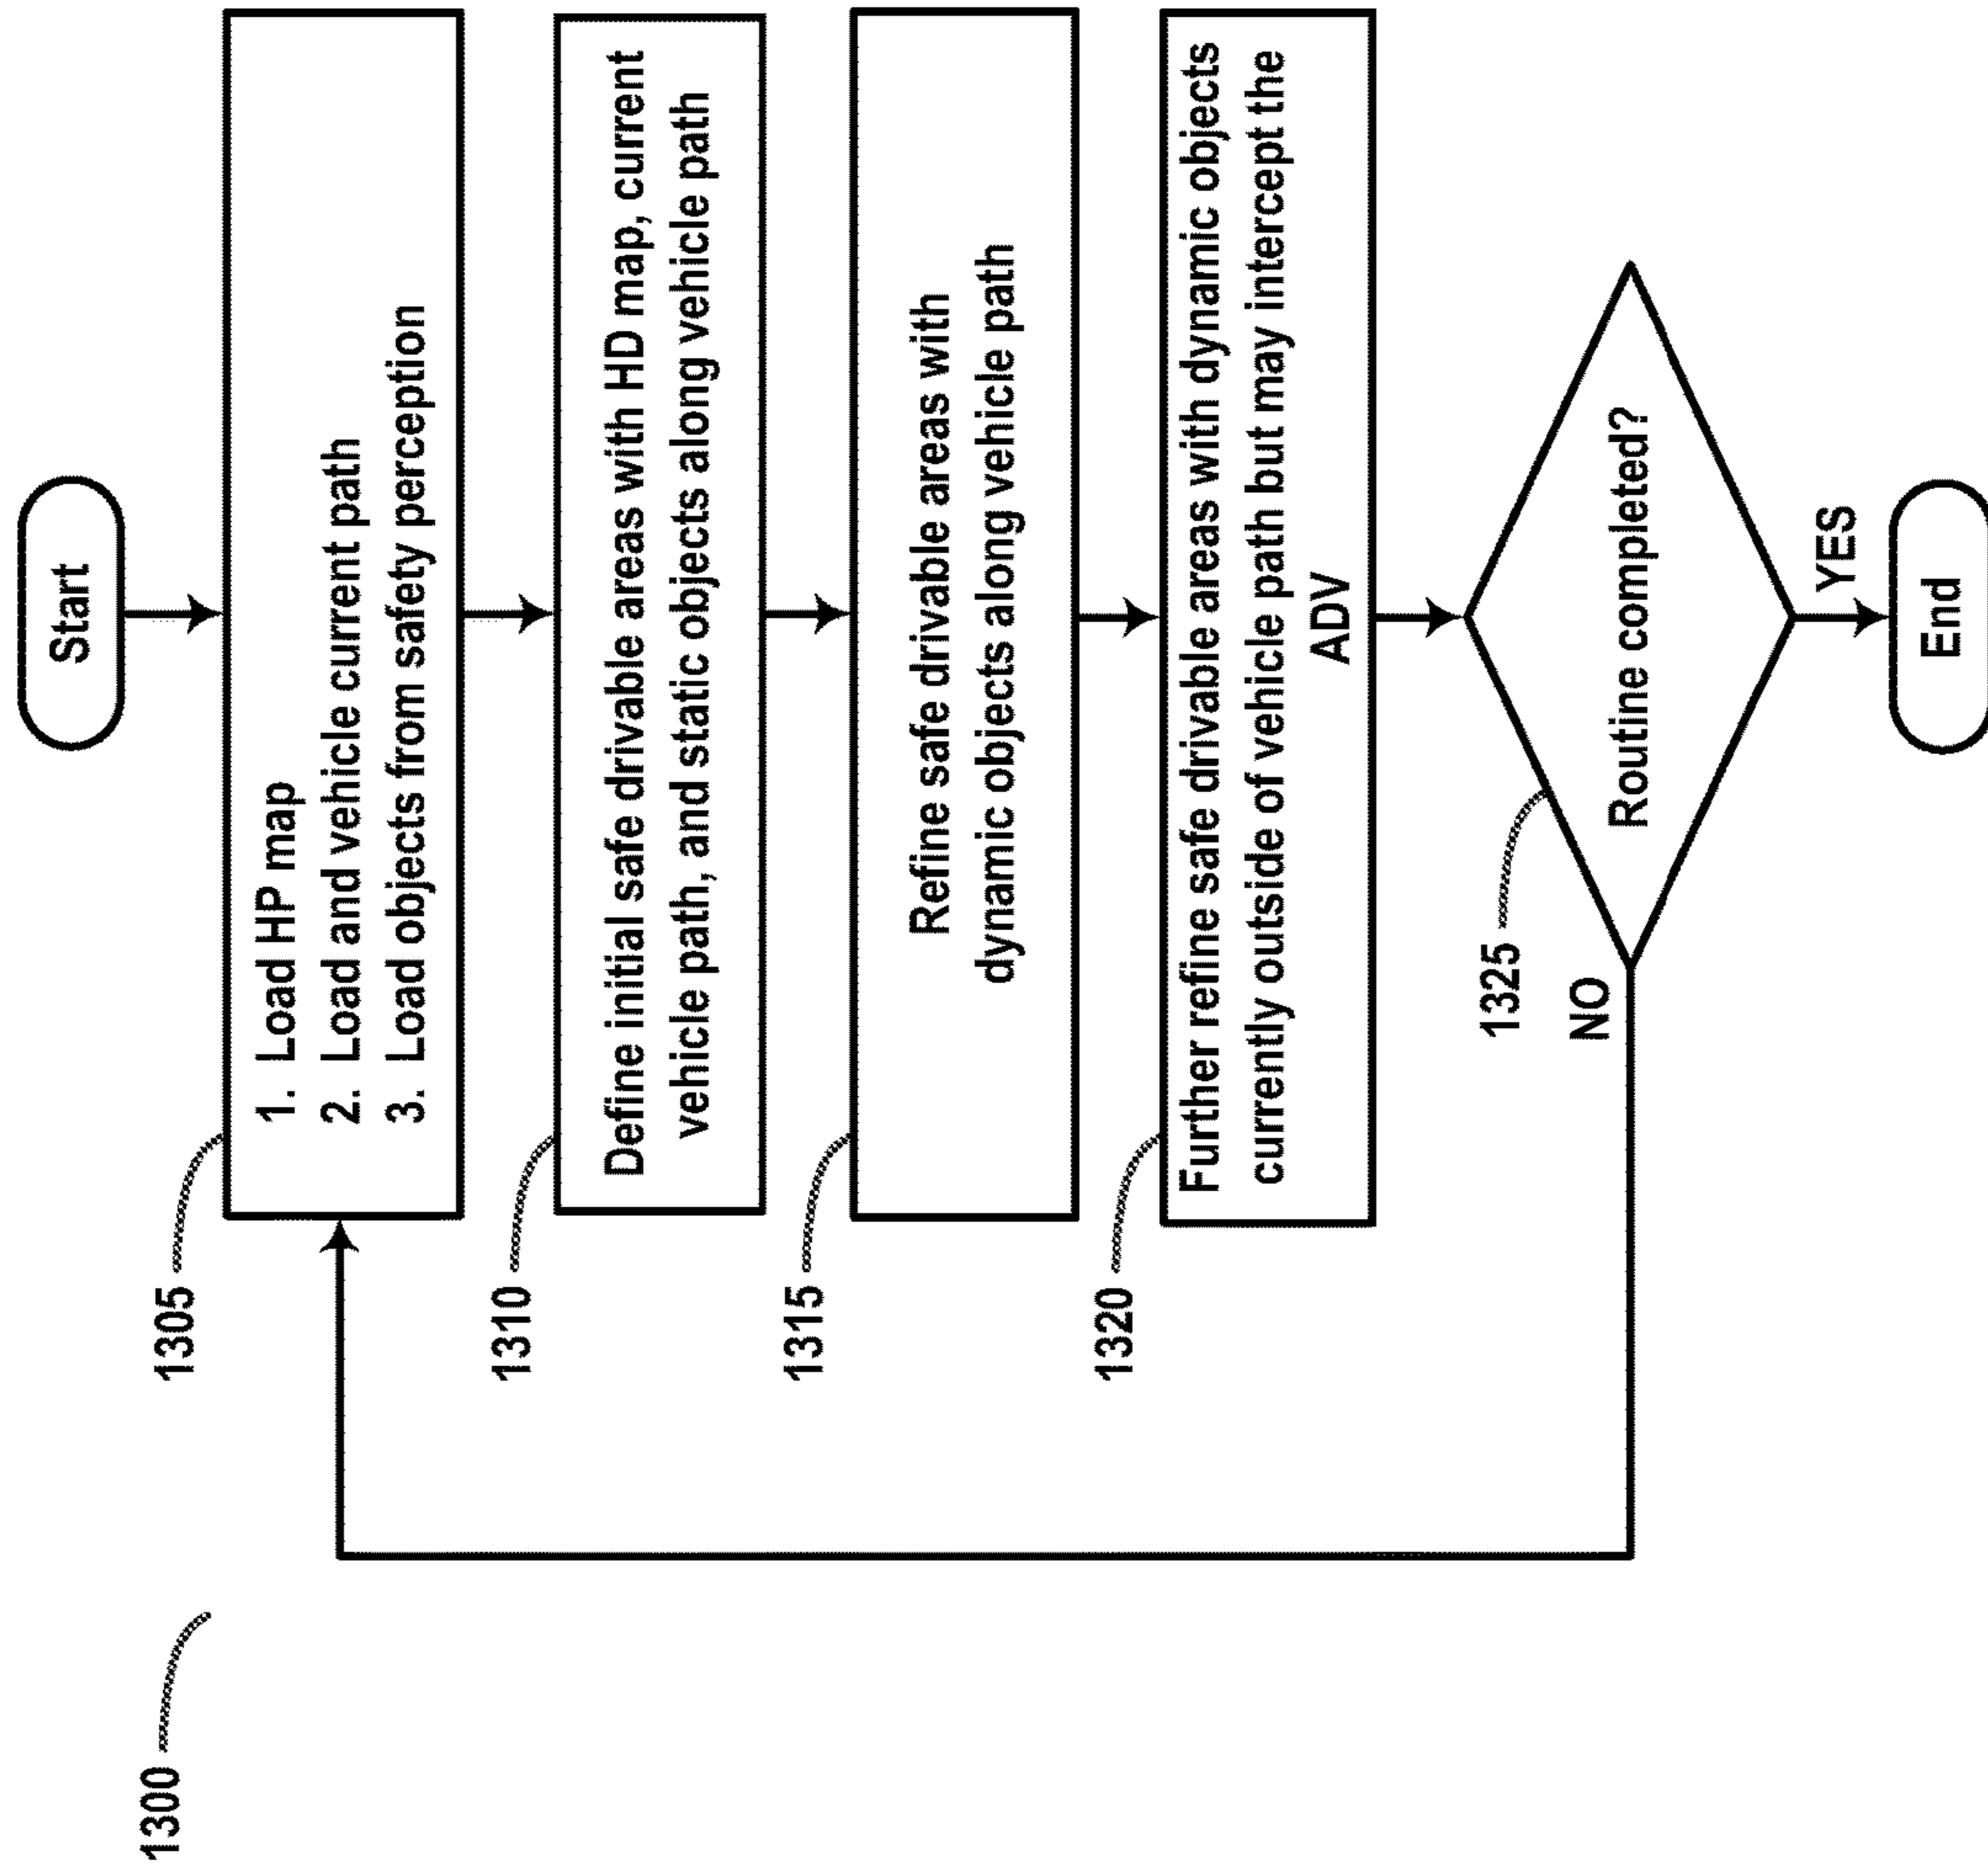 1300
Start
1305
1. Load HP map
2. Load and vehicle current path
3. Load objects from safety perception
1310
Define initial safe drivable areas with HD map, current
vehicle path, and static objects along vehicle path
1315
Refine safe drivable areas with
dynamic objects along vehicle path
1320
Further refine safe drivable areas with dynamic objects
currently outside of vehicle path but may intercept the
ADV
1325
Routine completed?
NO
YES
End